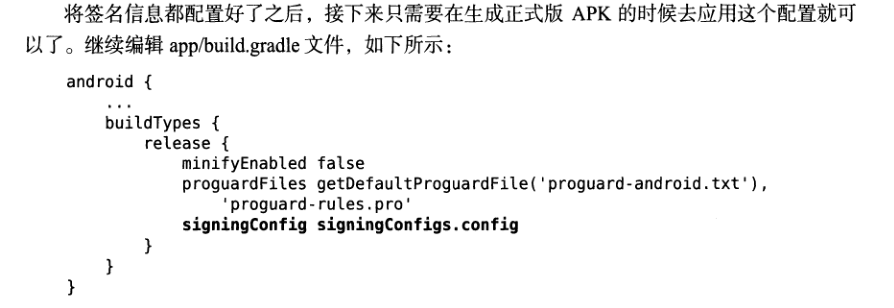 将签名信息都配置好了之后，接下来只需要在生成正式版 APK 的时候去应用这个配置就可
以了。继续编辑 app/build.gradle 文件，如下所示：
android {
    ...
    buildTypes {
        release {
            minifyEnabled false
            proguardFiles getDefaultProguardFile('proguard-android.txt'),
                'proguard-rules.pro'
            signingConfig signingConfigs.config
        }
    }
}